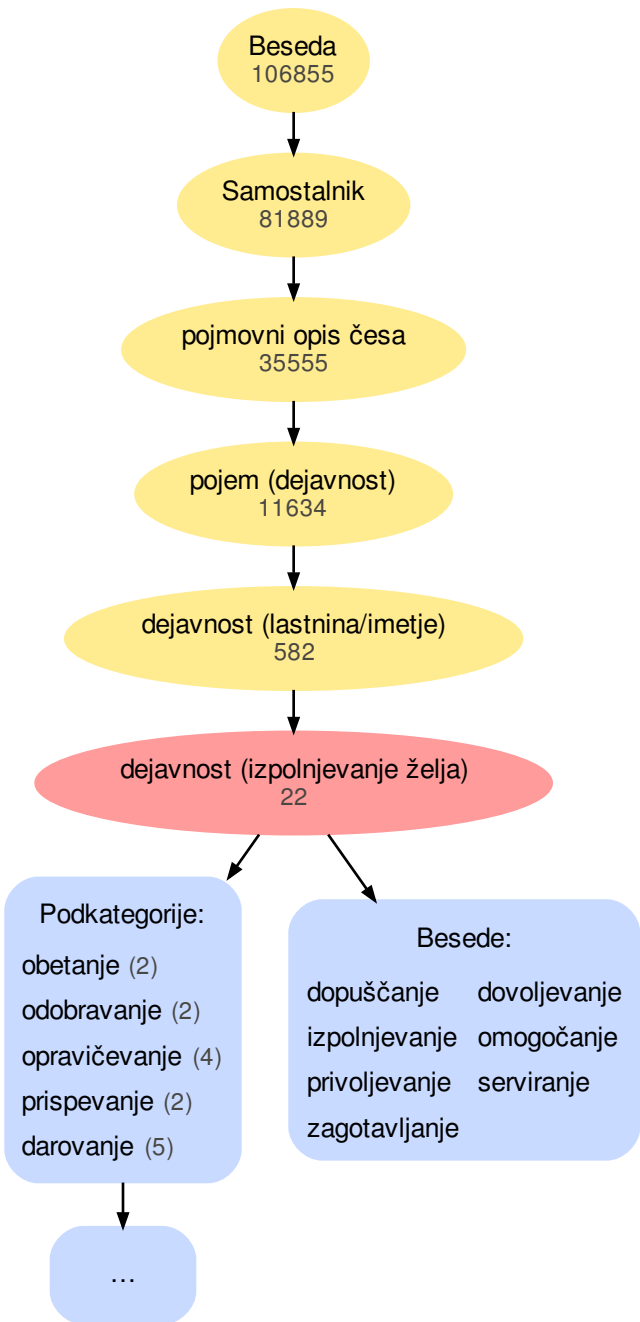 Beseda
106855
Samostalnik
81889
pojmovni opis česa
35555
pojem (dejavnost)
11634
dejavnost (lastnina/imetje)
582
dejavnost (izpolnjevanje želja)
22
Podkategorije:
obetanje (2)
odobravanje (2)
opravičevanje (4)
prispevanje (2)
darovanje (5)
…
Besede:
dopuščanje dovoljevanje
izpolnjevanje omogočanje
privoljevanje serviranje
zagotavljanje